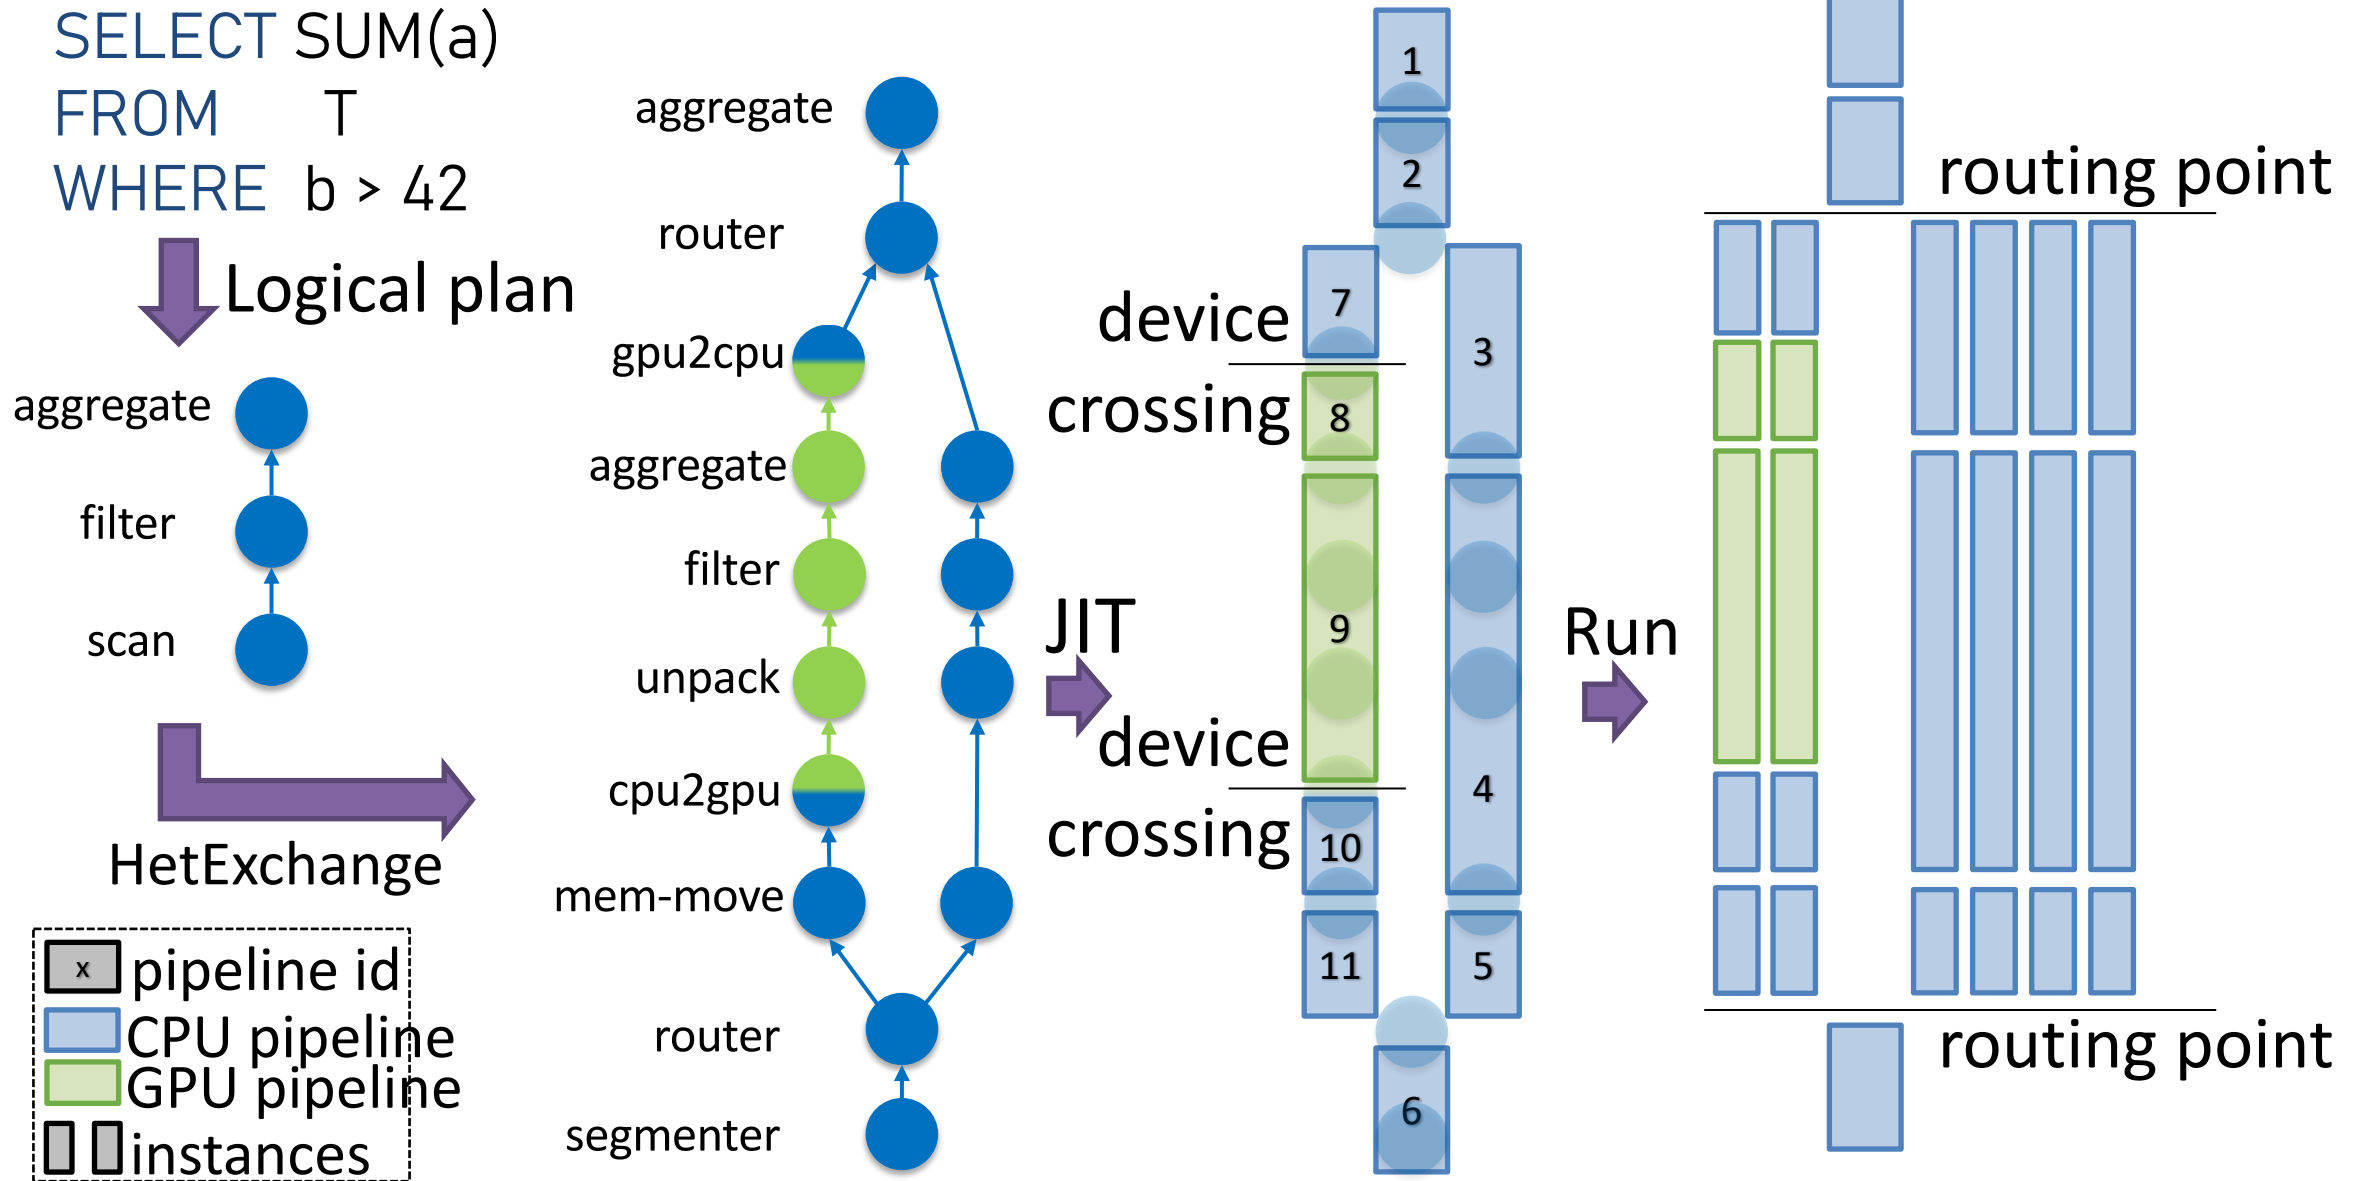 SELECT SUM(a)
FROM T
WHERE b > 42
Logical plan
aggregate
filter
scan
HetExchange
x pipeline id
CPU pipeline
GPU pipeline
instances
aggregate
router
gpu2cpu
aggregate
filter
unpack
cpu2gpu
mem-move
router
segmenter
JIT
device
crossing
device
crossing
1
2
7
3
8
9
4
10
11
5
6
Run
routing point
routing point